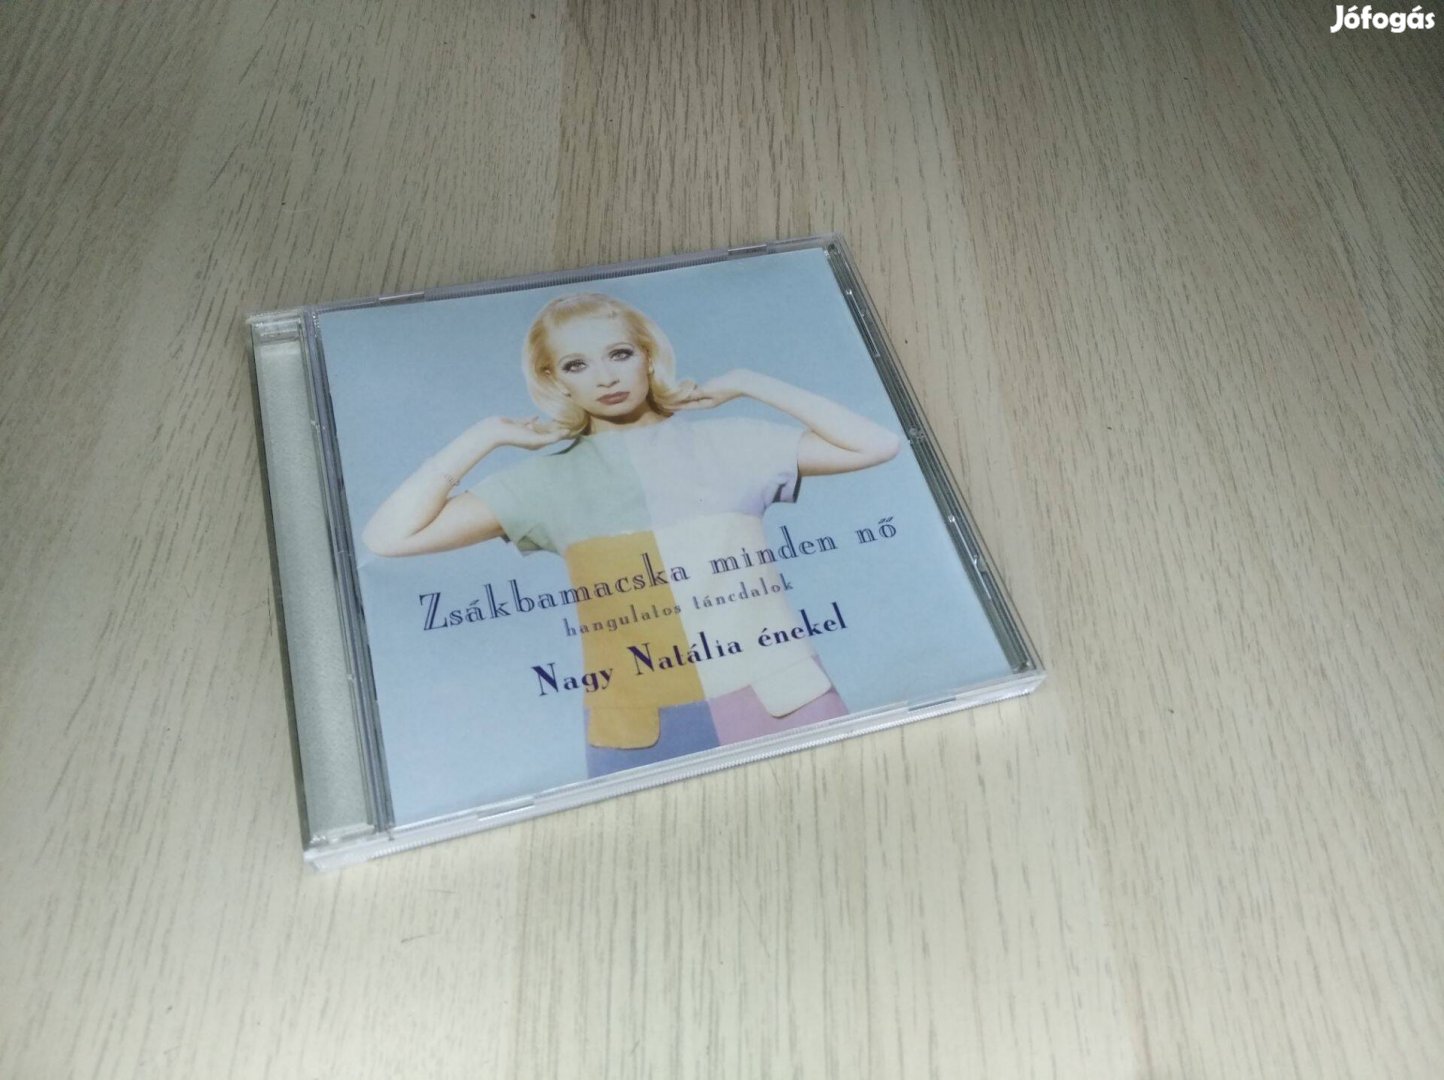 Jófogás
Zsákbamacska minden nő
hangulatos táncdalok
Nagy Natália énekel